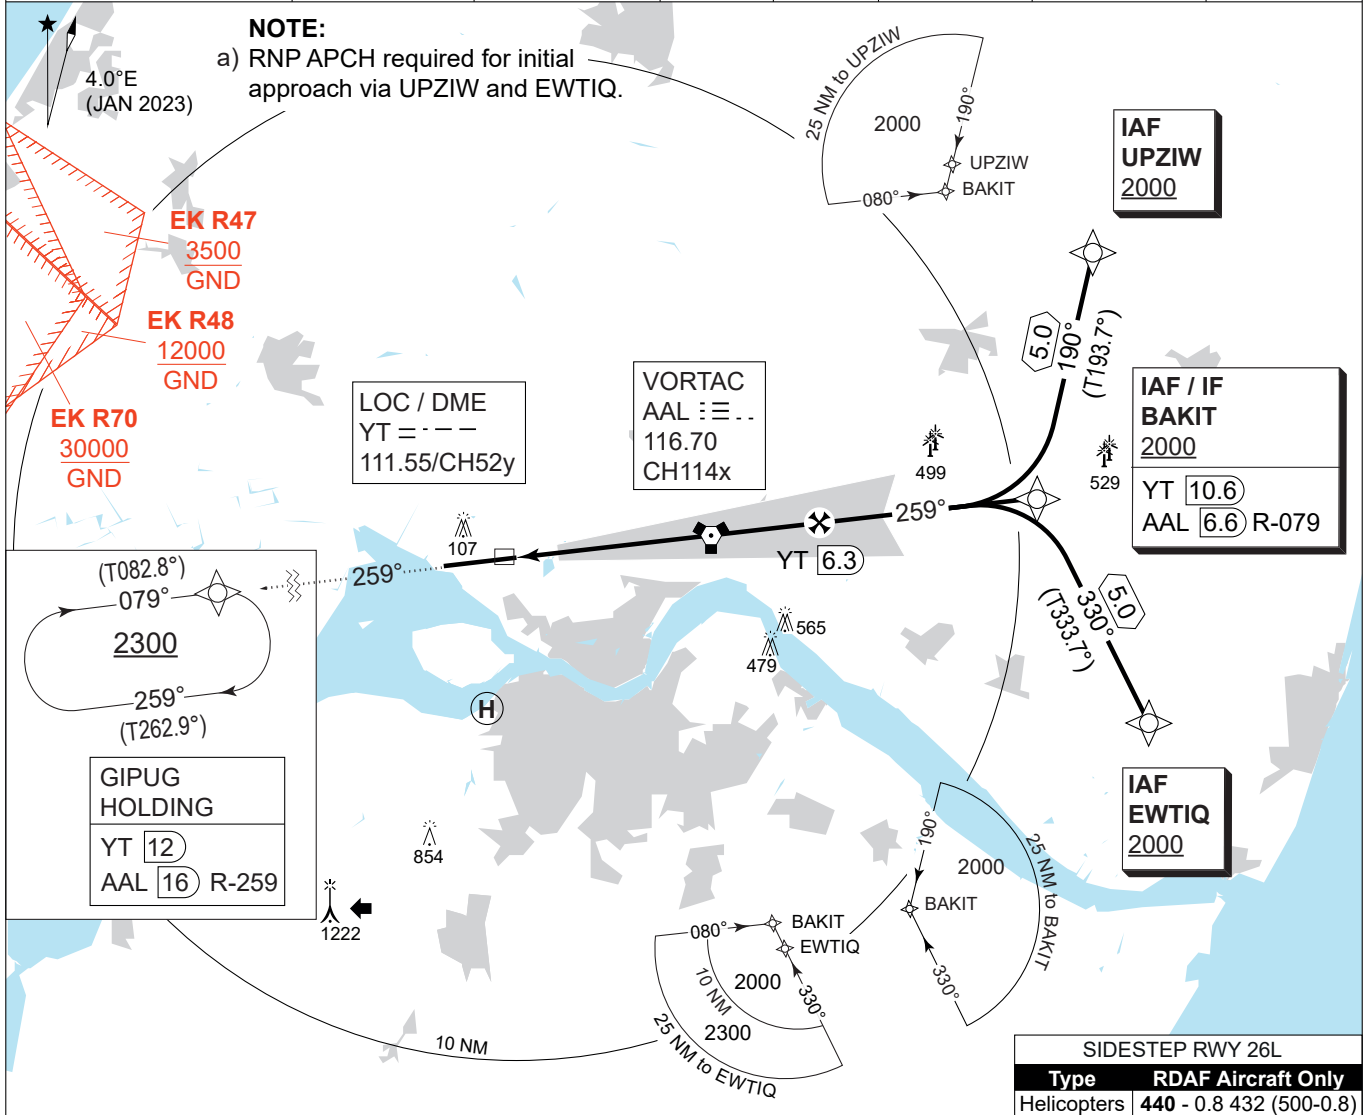 NOTE:
a) RNP APCH required for initial
approach via UPZIW and EWTIQ.
4.0°E
(JAN 2023)
25 NM to UPZIW
2000
190°
UPZIW
BAKIT
080°
IAF
UPZIW
2000
EK R47
3500
GND
EK R48
12000
GND
EK R70
30000
GND
5.0
190°
(T193.7°)
LOC / DME
YT
111.55/CH52y
VORTAC
AAL
116.70
CH114x
IAF / IF
BAKIT
2000
YT 10.6
AAL 6.6 R-079
499
529
259°
107
YT 6.3
259°
(T082.8°)
079°
2300
259°
(T262.9°)
GIPUG
HOLDING
YT 12
AAL 16 R-259
565
479
H
5.0
330°
(T333.7°)
IAF
EWTIQ
2000
854
1222
190°
2000
BAKIT
330°
25 NM to BAKIT
080°
BAKIT
EWTIQ
2000
10 NM
330°
2300
25 NM to EWTIQ
10 NM
SIDESTEP RWY 26L
Type RDAF Aircraft Only
Helicopters 440 - 0.8 432 (500-0.8)